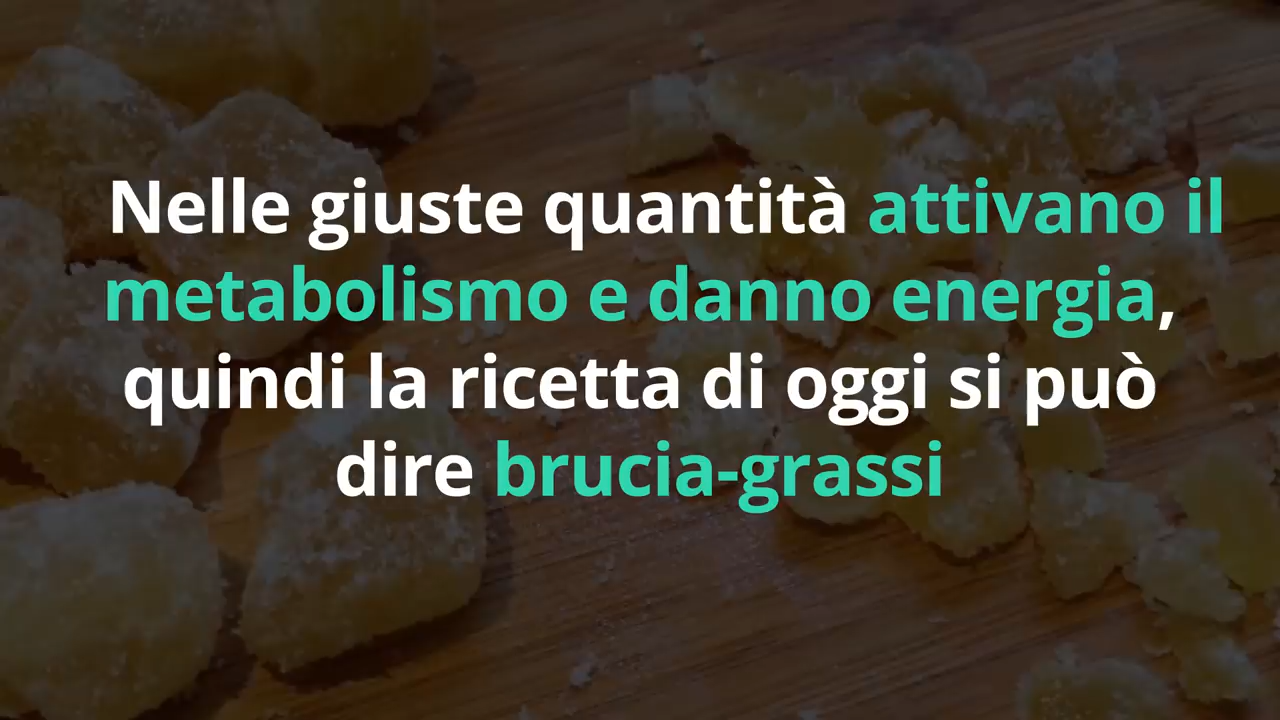 Nelle giuste quantità attivano il
metabolismo e danno energia,
quindi la ricetta di oggi si può
dire brucia-grassi